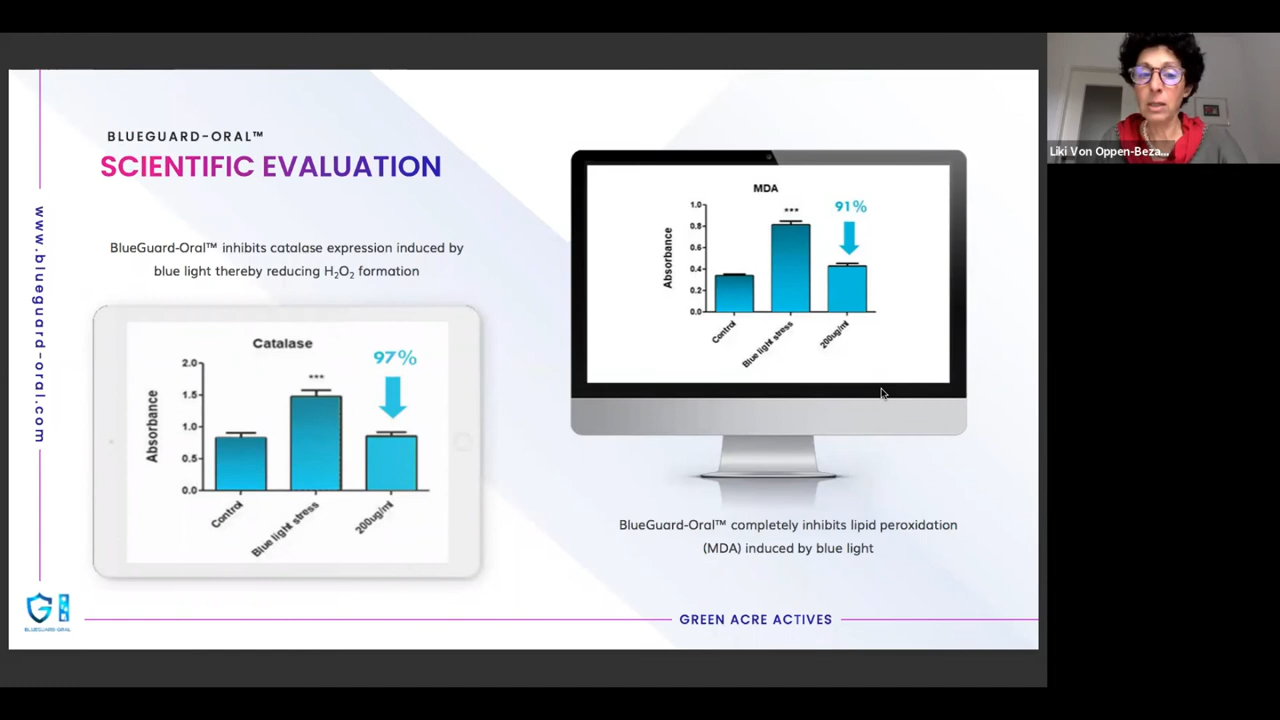 BLUEGUARD-ORAL™
SCIENTIFIC EVALUATION
www.blueguard-oral.com
BlueGuard-Oral™ inhibits catalase expression induced by
blue light thereby reducing H₂O₂ formation
Catalase
97%
***
Absorbance
2.0
1.5
1.0
0.5
0.0
Control
Blue light stress
200ug/ml
MDA
91%
***
Absorbance
1.0
0.8
0.6
0.4
0.2
0.0
Control
Blue light stress
200ug/ml
BlueGuard-Oral™ completely inhibits lipid peroxidation
(MDA) induced by blue light
BLUEGUARD-ORAL
GREEN ACRE ACTIVES
Liki Von Oppen-Beza...